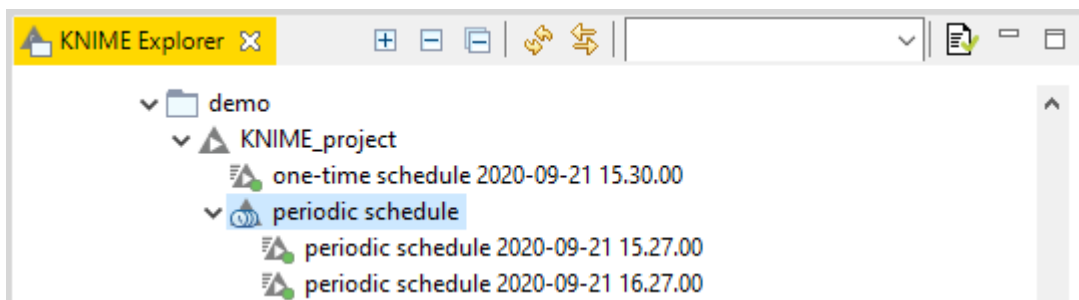 KNIME Explorer
demo
KNIME_project
one-time schedule 2020-09-21 15.30.00
periodic schedule
periodic schedule 2020-09-21 15.27.00
periodic schedule 2020-09-21 16.27.00